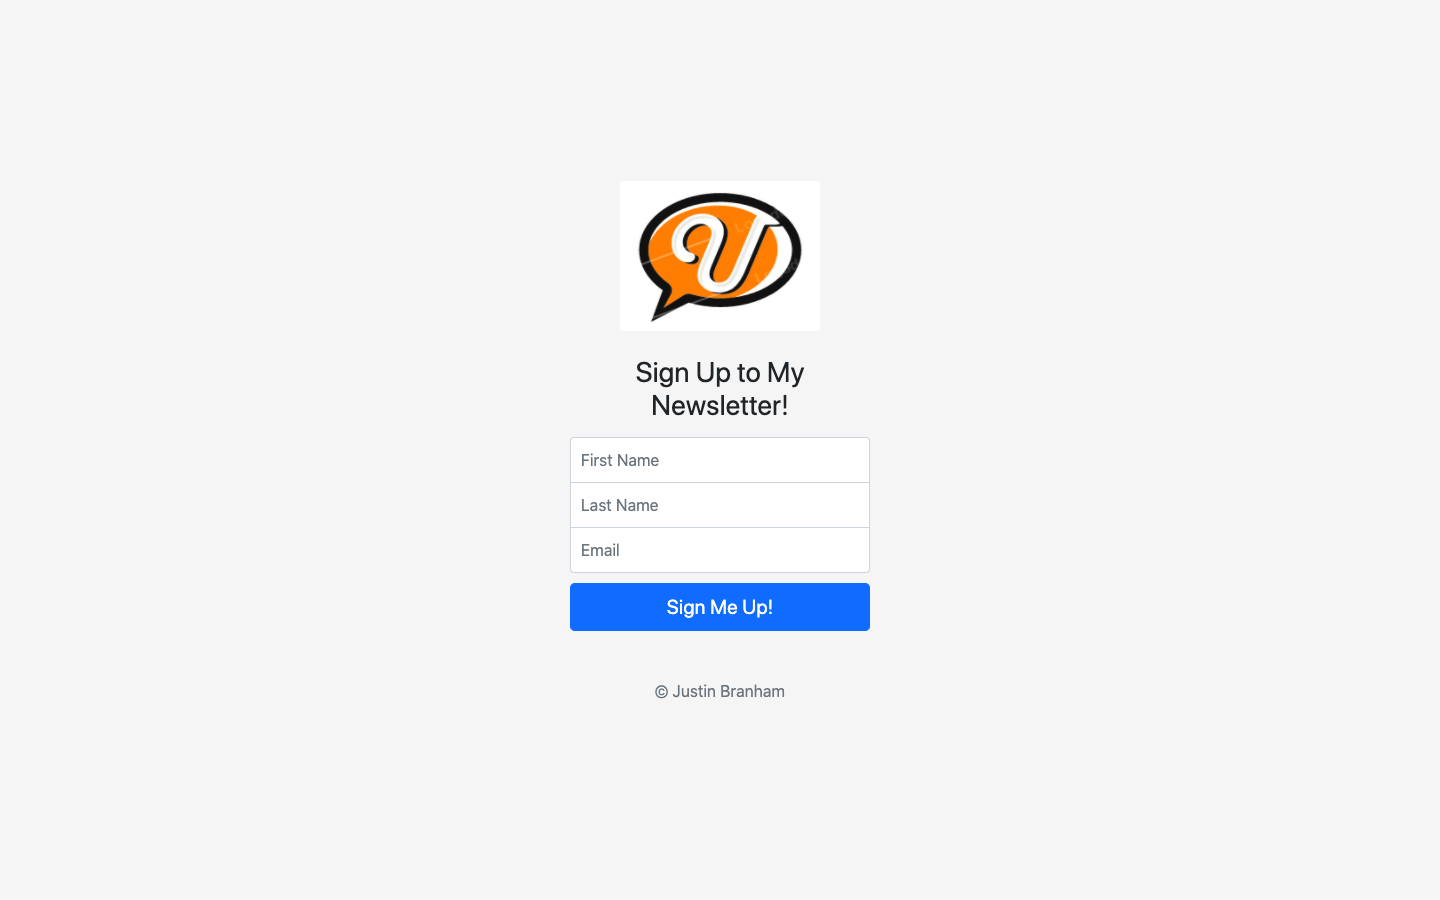 U
Sign Up to My
Newsletter!
First Name
Last Name
Email
Sign Me Up!
© Justin Branham